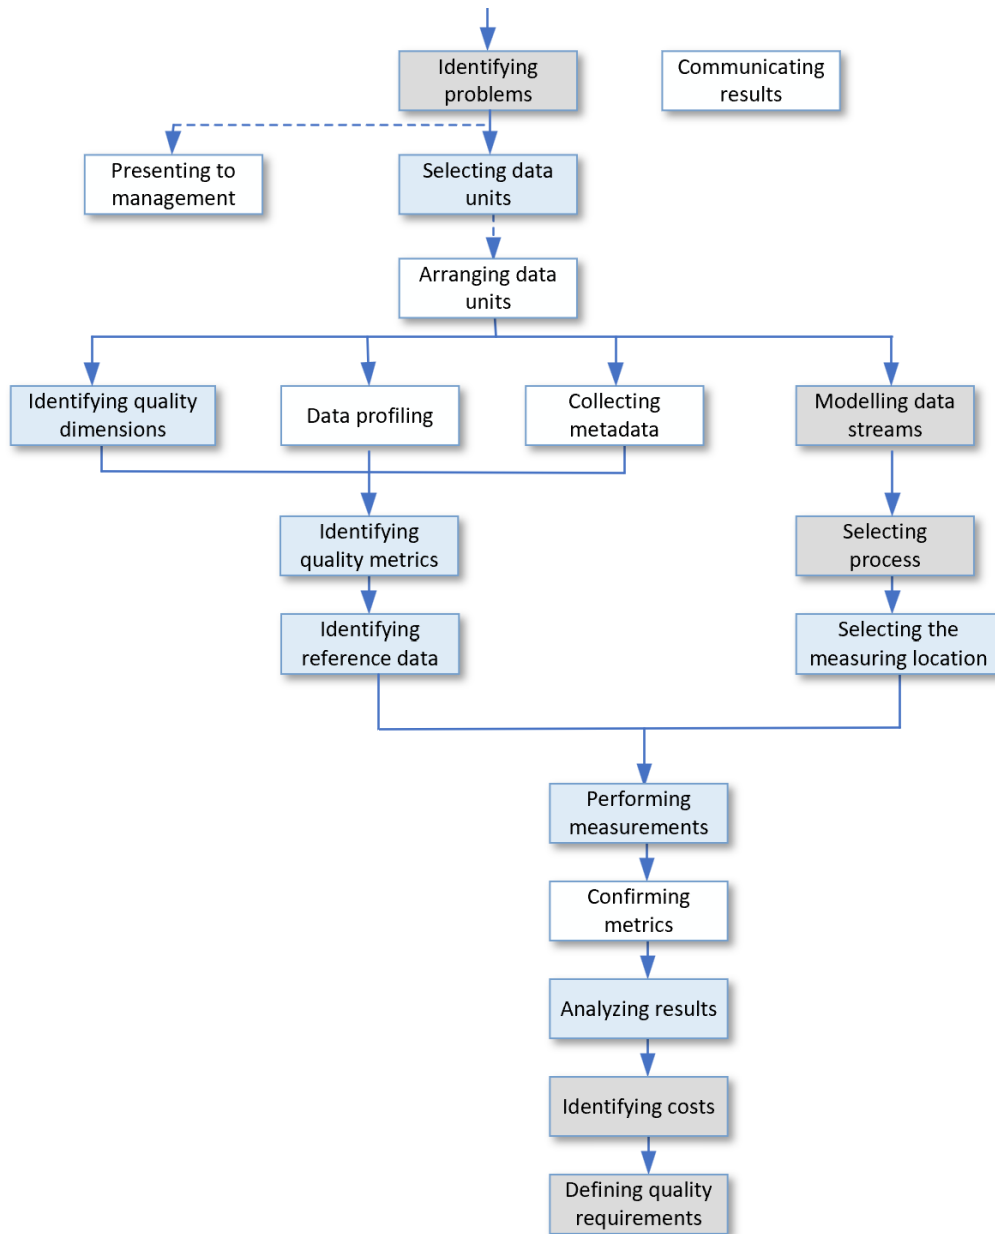 Identifying
problems
Communicating
results
Presenting to
management
Selecting data
units
Arranging data
units
Identifying quality
dimensions
Data profiling
Collecting
metadata
Modelling data
streams
Identifying
quality metrics
Selecting
process
Identifying
reference data
Selecting the
measuring location
Performing
measurements
Confirming
metrics
Analyzing results
Identifying costs
Defining quality
requirements